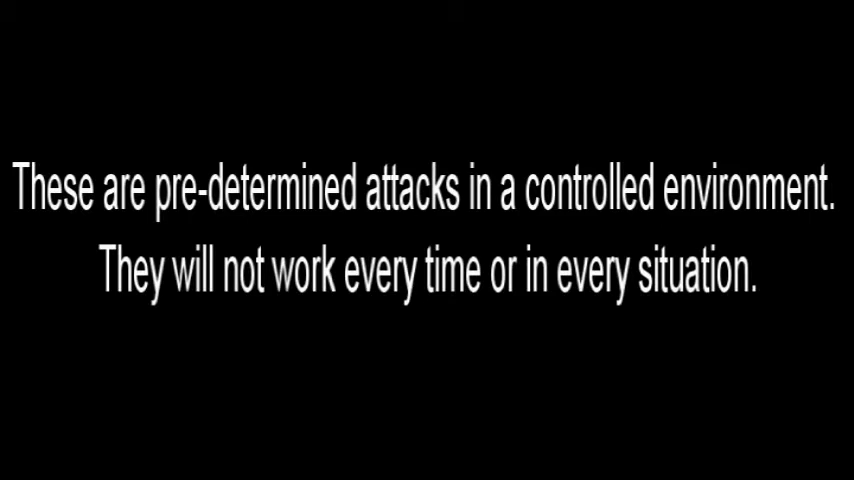 These are pre-determined attacks in a controlled environment.
They will not work every time or in every situation.